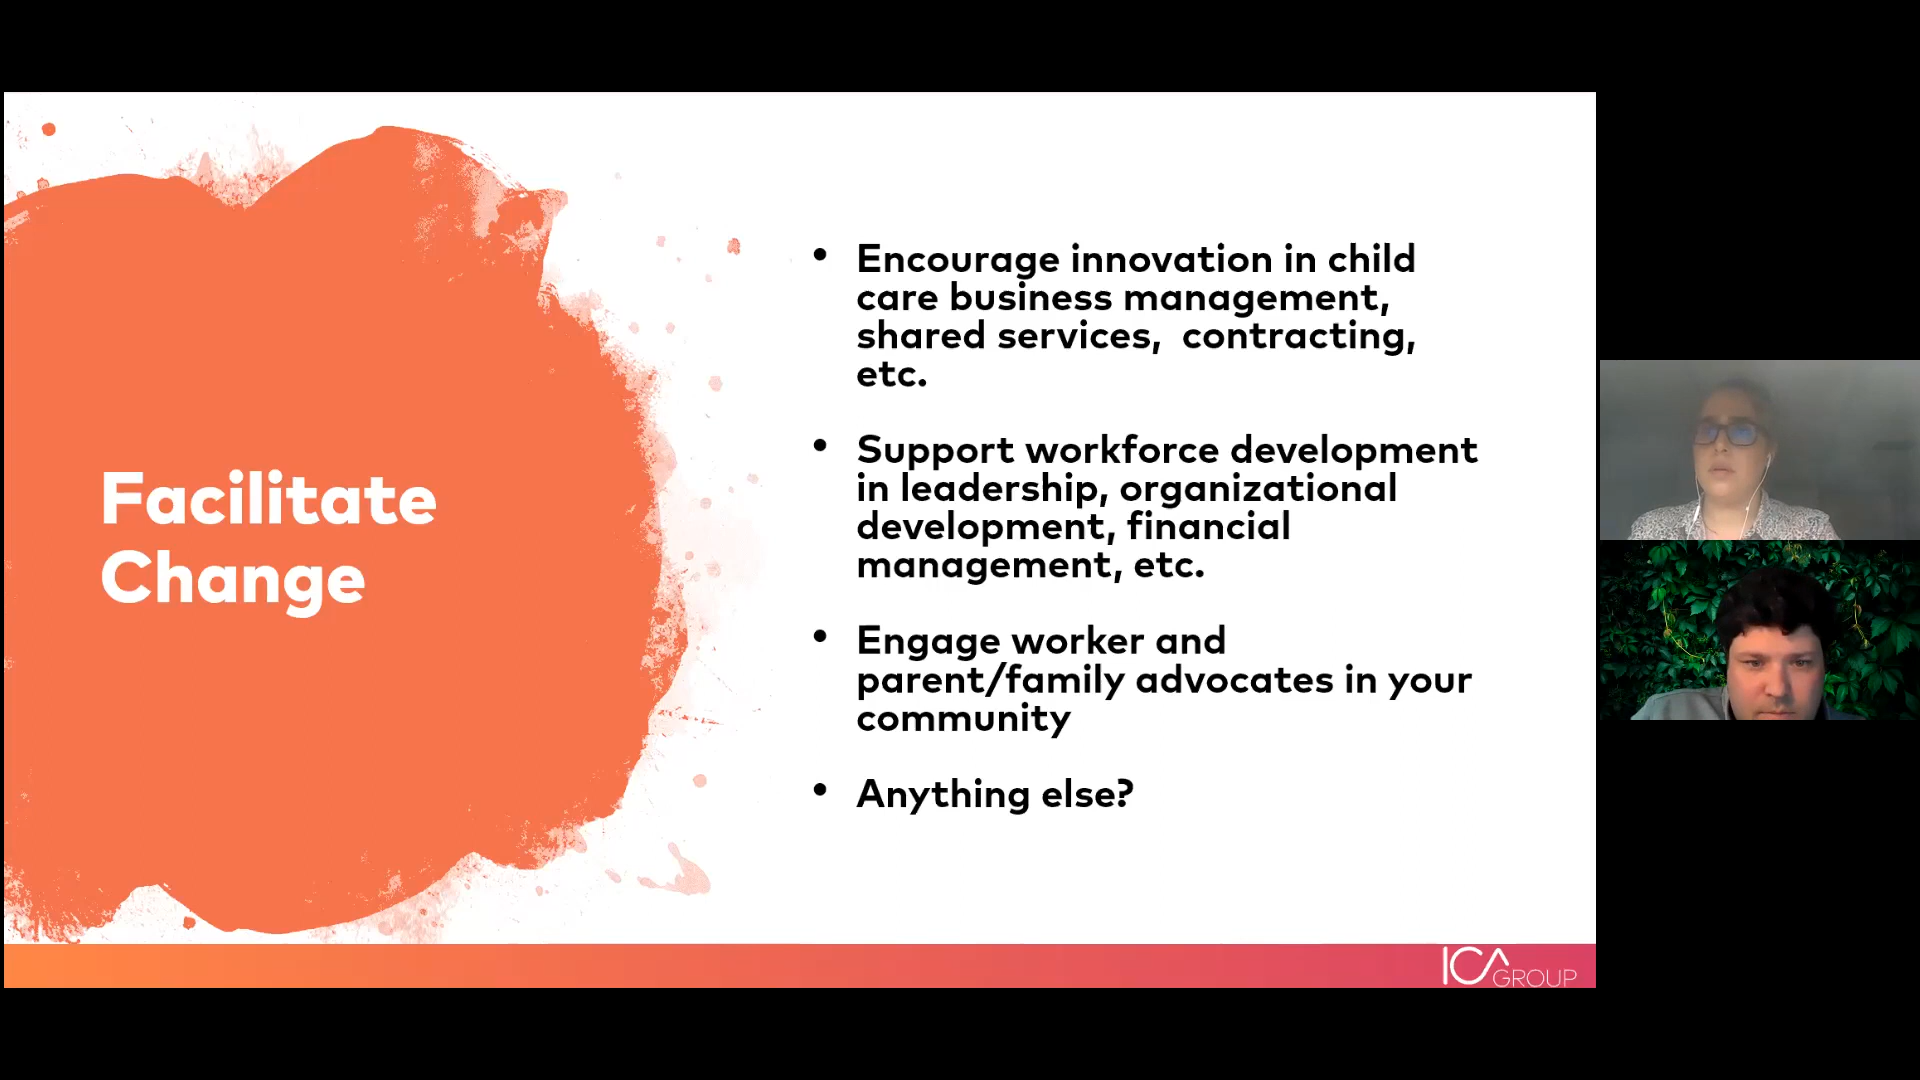 Facilitate
Change
• Encourage innovation in child
care business management,
shared services,  contracting,
etc.
• Support workforce development
in leadership, organizational
development, financial
management, etc.
• Engage worker and
parent/family advocates in your
community
• Anything else?
ICA GROUP